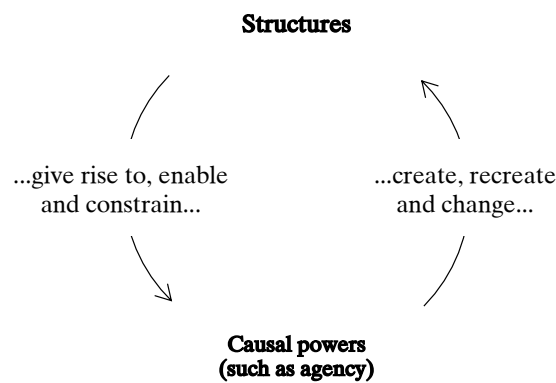 Structures
...give rise to, enable
and constrain...
...create, recreate
and change...
Causal powers
(such as agency)